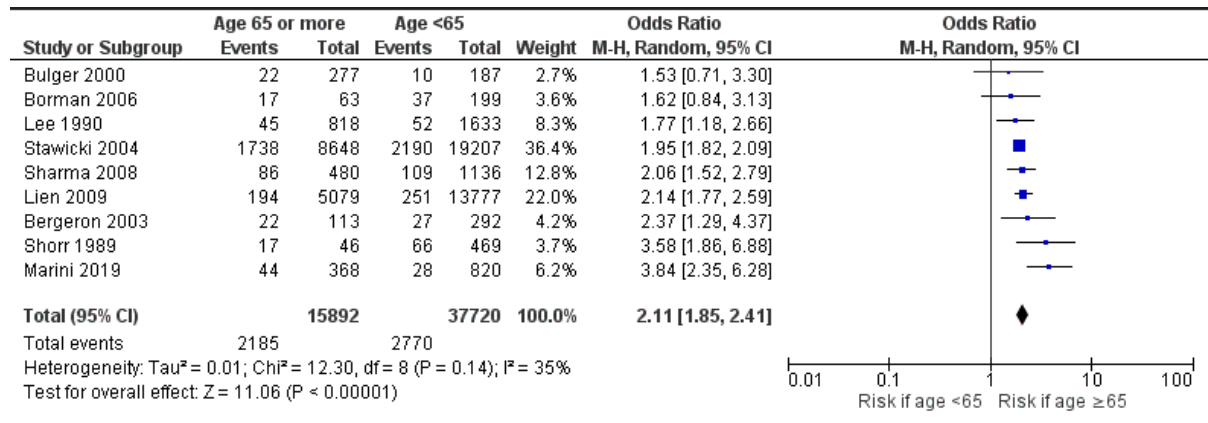 Age 65 or more Age <65 Odds Ratio Odds Ratio
Study or Subgroup Events Total Events Total Weight M-H, Random, 95% CI M-H, Random, 95% CI
Bulger 2000 22 277 10 187 2.7% 1.53 [0.71, 3.30]
Borman 2006 17 63 37 199 3.6% 1.62 [0.84, 3.13]
Lee 1990 45 818 52 1633 8.3% 1.77 [1.18, 2.66]
Stawicki 2004 1738 8648 2190 19207 36.4% 1.95 [1.82, 2.09]
Sharma 2008 86 480 109 1136 12.8% 2.06 [1.52, 2.79]
Lien 2009 194 5079 251 13777 22.0% 2.14 [1.77, 2.59]
Bergeron 2003 22 113 27 292 4.2% 2.37 [1.29, 4.37]
Shorr 1989 17 46 66 469 3.7% 3.58 [1.86, 6.88]
Marini 2019 44 368 28 820 6.2% 3.84 [2.35, 6.28]
Total (95% CI) 15892 37720 100.0% 2.11 [1.85, 2.41]
Total events 2185 2770
Heterogeneity: Tau² = 0.01; Chi² = 12.30, df = 8 (P = 0.14); I² = 35%
Test for overall effect: Z = 11.06 (P < 0.00001)
0.01 0.1 1 10 100
Risk if age <65 Risk if age ≥65